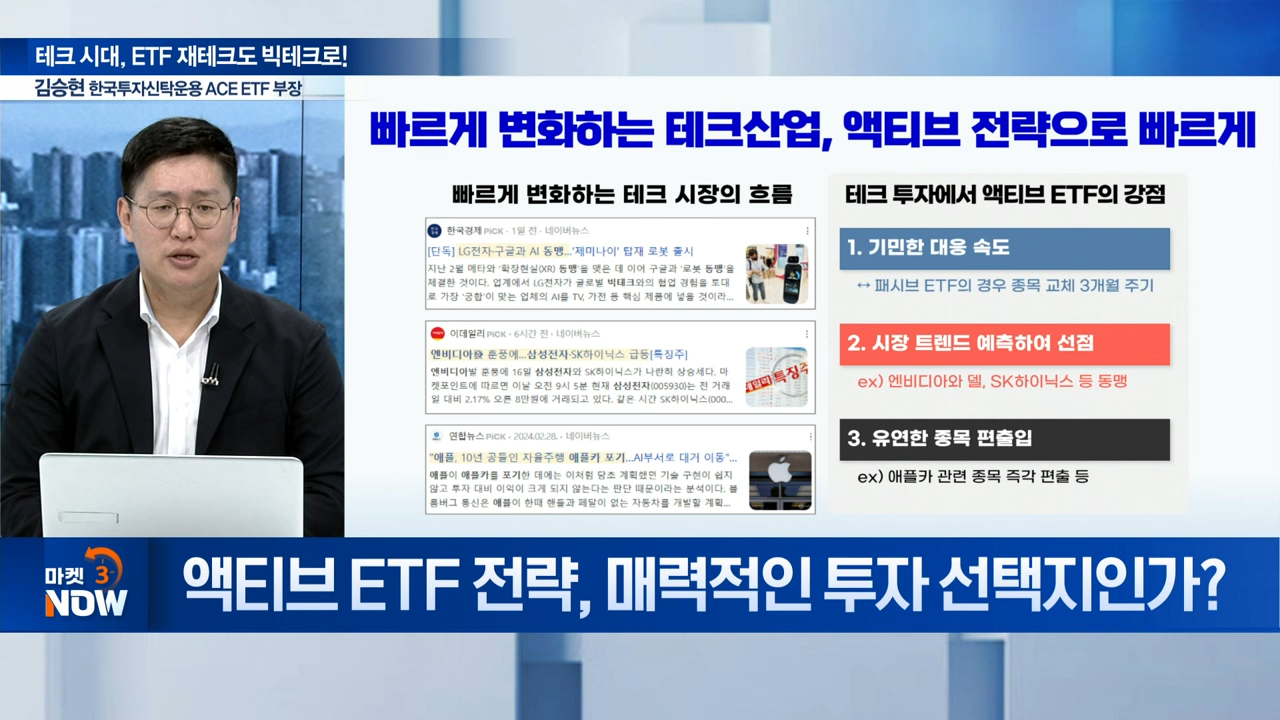 테크 시대, ETF 재테크도 빅테크로!
김승현 한국투자신탁운용 ACE ETF 부장
빠르게 변화하는 테크산업, 액티브 전략으로 빠르게
빠르게 변화하는 테크 시장의 흐름
한국경제 PiCK · 1일 전 · 네이버뉴스
[단독] LG전자-구글과 AI 동맹...'제미나이' 탑재 로봇 출시
지난 2월 메타와 '확장현실(XR) 동맹'을 맺은 데 이어 구글과 '로봇 동맹'을
체결한 것이다. 업계에서 LG전자가 글로벌 빅테크와의 협업 경험을 토대
로 가장 '궁합'이 맞는 업체의 AI를 TV, 가전 등 핵심 제품에 넣을 것이라...
이데일리 PiCK · 6시간 전 · 네이버뉴스
엔비디아發 훈풍에...삼성전자·SK하이닉스 급등[특징주]
엔비디아발 훈풍에 16일 삼성전자와 SK하이닉스가 나란히 상승세다. 마
켓포인트에 따르면 이날 오전 9시 5분 현재 삼성전자(005930)는 전 거래
일 대비 2.17% 오른 8만원에 거래되고 있다. 같은 시간 SK하이닉스(000...
특징주
연합뉴스 PiCK · 2024.02.28. · 네이버뉴스
"애플, 10년 공들인 자율주행 애플카 포기...AI부서로 대거 이동"...
애플이 애플카를 포기한 데에는 이처럼 당초 계획했던 기술 구현이 쉽지
않고 투자 대비 이익이 크게 되지 않는다는 판단 때문이라는 분석이다. 블
룸버그 통신은 애플이 한때 핸들과 페달이 없는 자동차를 개발할 계획...
테크 투자에서 액티브 ETF의 강점
1. 기민한 대응 속도
↔ 패시브 ETF의 경우 종목 교체 3개월 주기
2. 시장 트렌드 예측하여 선점
ex) 엔비디아와 델, SK하이닉스 등 동맹
3. 유연한 종목 편출입
ex) 애플카 관련 종목 즉각 편출 등
마켓 3
NOW
액티브 ETF 전략, 매력적인 투자 선택지인가?